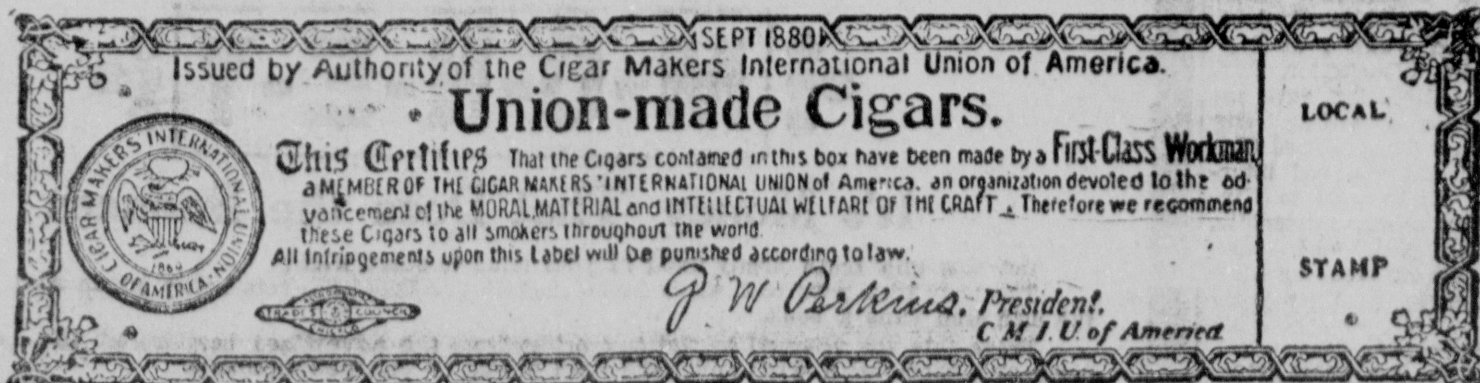 SEPT 1880
Issued by Authority of the Cigar Makers International Union of America.
Union-made Cigars.
This Certifies That the Cigars contained in this box have been made by a First-Class Workman,
a MEMBER OF THE CIGAR MAKERS 'INTERNATIONAL UNION of America, an organization devoted to the ad-
vancement of the MORAL, MATERIAL and INTELLECTUAL WELFARE OF THE CRAFT. Therefore we recommend
these Cigars to all smokers throughout the world.
All Infringements upon this Label will be punished according to law.
G. W. Perkins, President,
C M I. U. of America
CIGAR MAKERS INTERNATIONAL UNION
OF AMERICA.
TRADES COUNCIL
LOCAL
STAMP